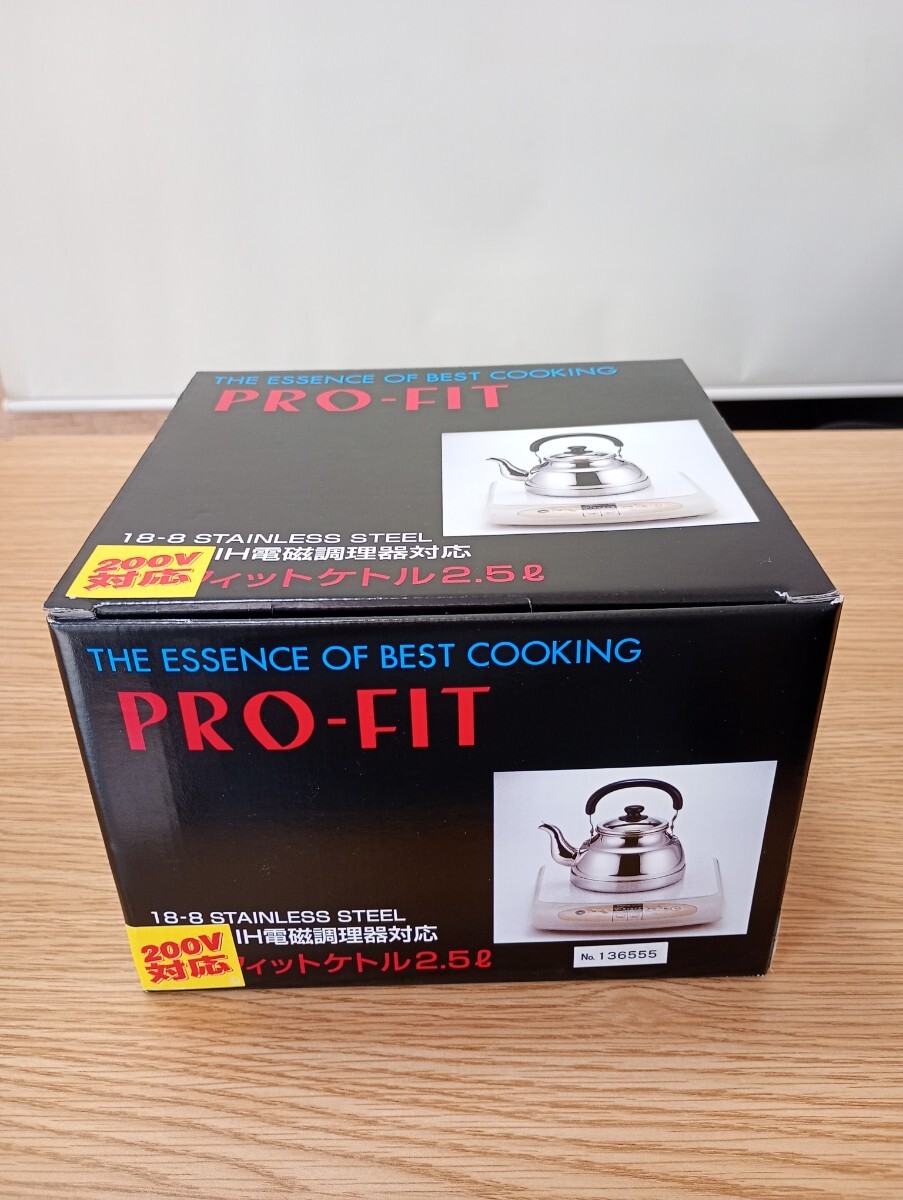 THE ESSENCE OF BEST COOKING
PRO-FIT
18-8 STAINLESS STEEL
IH電磁調理器対応
200V
対応
フィットケトル2.5ℓ
THE ESSENCE OF BEST COOKING
PRO-FIT
18-8 STAINLESS STEEL
IH電磁調理器対応
200V
対応
フィットケトル2.5ℓ
No. 136555